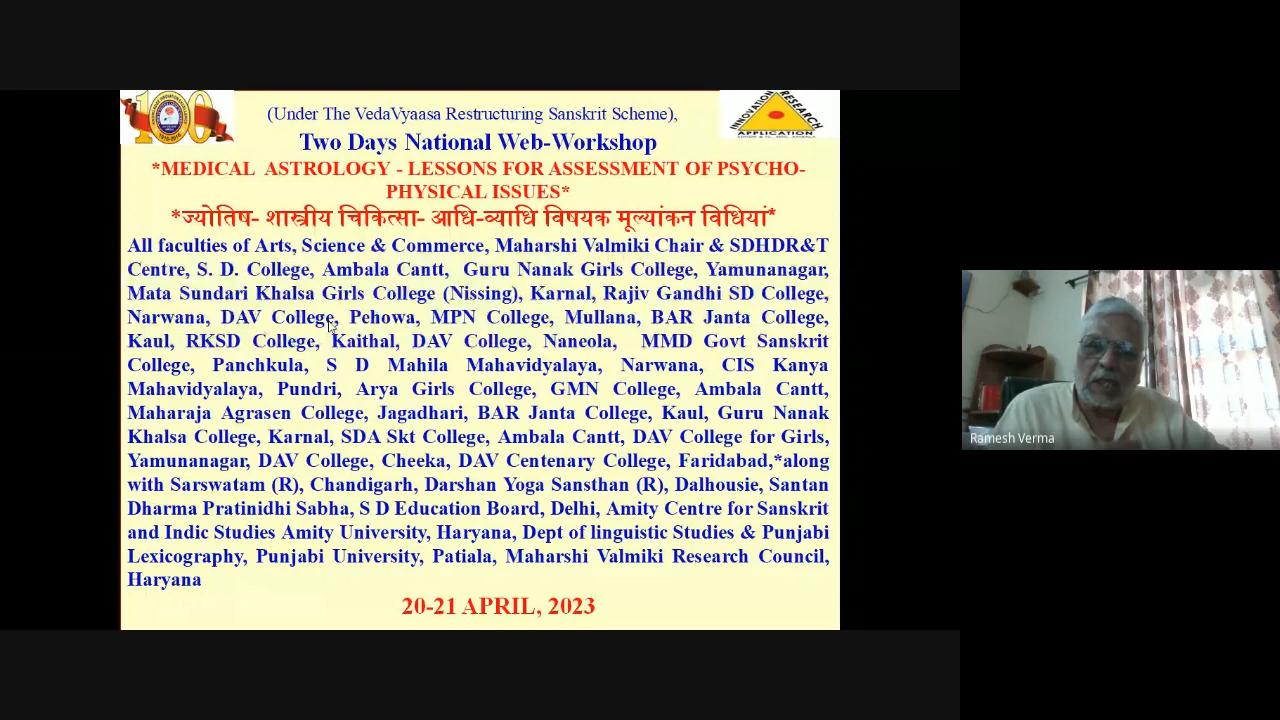 100
INNOVATION RESEARCH
APPLICATION
(Under The VedaVyaasa Restructuring Sanskrit Scheme),
Two Days National Web-Workshop
*MEDICAL ASTROLOGY - LESSONS FOR ASSESSMENT OF PSYCHO-
PHYSICAL ISSUES*
*ज्योतिष- शास्त्रीय चिकित्सा- आधि-व्याधि विषयक मूल्यांकन विधियां*
All faculties of Arts, Science & Commerce, Maharshi Valmiki Chair & SDHDR&T
Centre, S. D. College, Ambala Cantt, Guru Nanak Girls College, Yamunanagar,
Mata Sundari Khalsa Girls College (Nissing), Karnal, Rajiv Gandhi SD College,
Narwana, DAV College, Pehowa, MPN College, Mullana, BAR Janta College,
Kaul, RKSD College, Kaithal, DAV College, Naneola, MMD Govt Sanskrit
College, Panchkula, S D Mahila Mahavidyalaya, Narwana, CIS Kanya
Mahavidyalaya, Pundri, Arya Girls College, GMN College, Ambala Cantt,
Maharaja Agrasen College, Jagadhari, BAR Janta College, Kaul, Guru Nanak
Khalsa College, Karnal, SDA Skt College, Ambala Cantt, DAV College for Girls,
Yamunanagar, DAV College, Cheeka, DAV Centenary College, Faridabad,*along
with Sarswatam (R), Chandigarh, Darshan Yoga Sansthan (R), Dalhousie, Santan
Dharma Pratinidhi Sabha, S D Education Board, Delhi, Amity Centre for Sanskrit
and Indic Studies Amity University, Haryana, Dept of linguistic Studies & Punjabi
Lexicography, Punjabi University, Patiala, Maharshi Valmiki Research Council,
Haryana
20-21 APRIL, 2023
Ramesh Verma